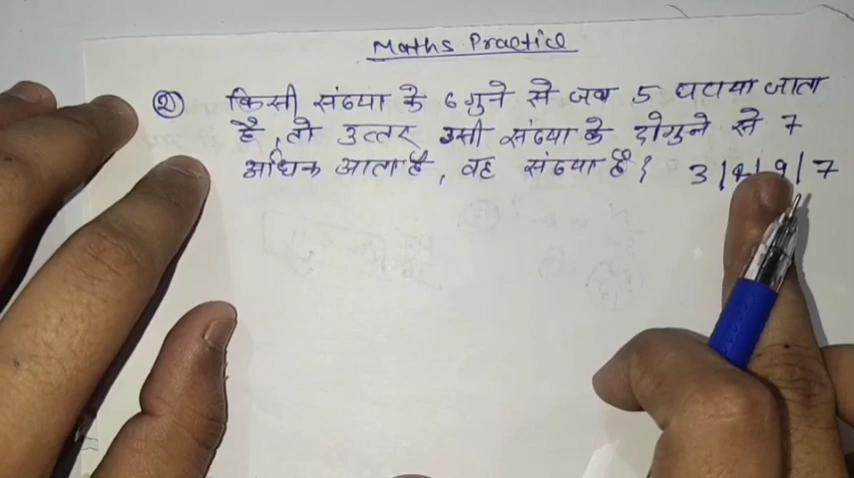 Maths Practice
② किसी संख्या के 6 गुने से जब 5 घटाया जाता
है, तो उत्तर उसी संख्या के दोगुने से 7
अधिक आता है, वह संख्या है? 3/4/9/7